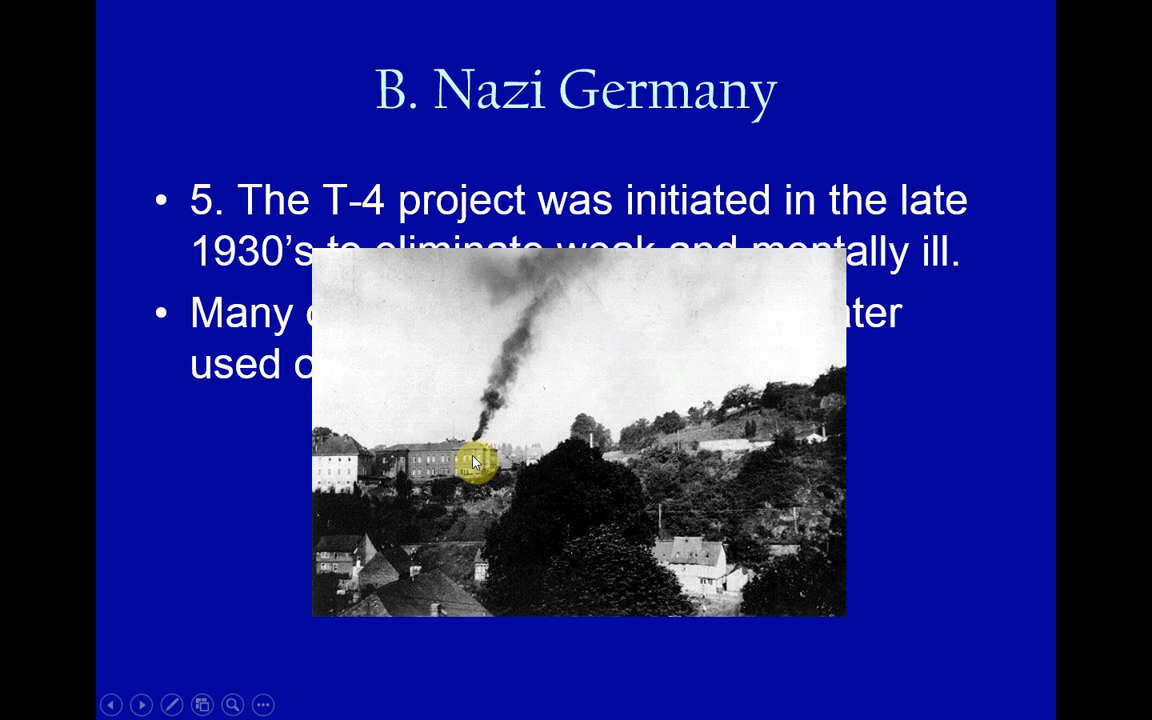 B. Nazi Germany
• 5. The T-4 project was initiated in the late
1930’s to eliminate weak and mentally ill.
• Many ater
used